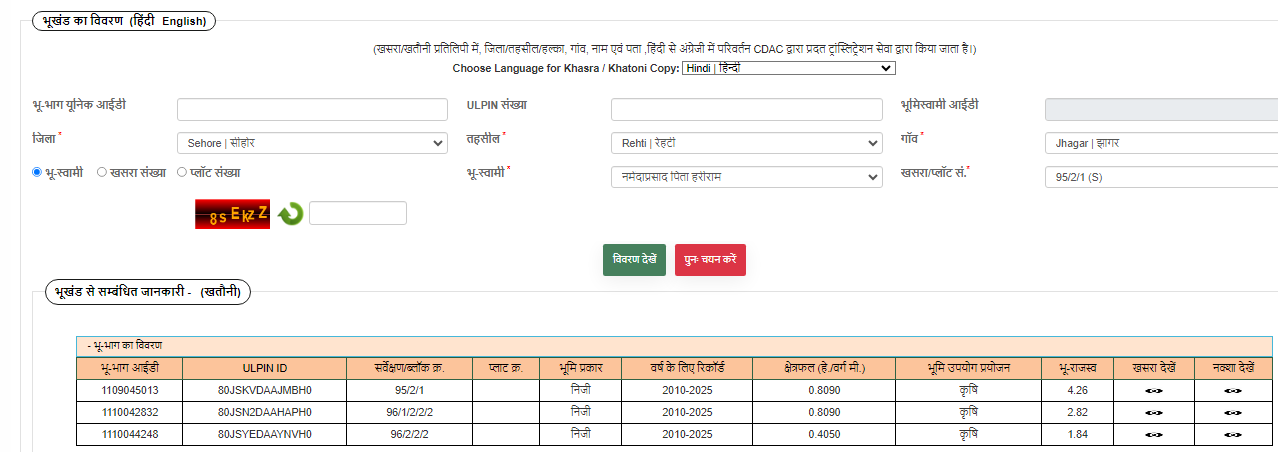 भूखंड का विवरण (हिंदी English)
(खसरा/खतौनी प्रतिलिपी में, जिला/तहसील/हल्का, गांव, नाम एवं पता ,हिंदी से अंग्रेजी में परिवर्तन CDAC द्वारा प्रदत ट्रांस्लिट्रेशन सेवा द्वारा किया जाता है।)
Choose Language for Khasra / Khatoni Copy: Hindi | हिन्दी
भू-भाग यूनिक आईडी ULPIN संख्या भूमिस्वामी आईडी
जिला * Sehore | सीहोर तहसील * Rehti | रेहटी गाँव * Jhagar | झागर
भू-स्वामी खसरा संख्या प्लॉट संख्या भू-स्वामी * नर्मदाप्रसाद पिता हरीराम खसरा/प्लॉट सं.* 95/2/1 (S)
8sEkzZ
विवरण देखें पुनः चयन करें
भूखंड से सम्बंधित जानकारी - (खतौनी)
- भू-भाग का विवरण
भू-भाग आईडी ULPIN ID सर्वेक्षण/ब्लॉक क्र. प्लाट क्र. भूमि प्रकार वर्ष के लिए रिकॉर्ड क्षेत्रफल (हे./वर्ग मी.) भूमि उपयोग प्रयोजन भू-राजस्व खसरा देखें नक्शा देखें
1109045013 80JSKVDAAJMBH0 95/2/1 निजी 2010-2025 0.8090 कृषि 4.26
1110042832 80JSN2DAAHAPH0 96/1/2/2/2 निजी 2010-2025 0.8090 कृषि 2.82
1110044248 80JSYEDAAYNVH0 96/2/2/2 निजी 2010-2025 0.4050 कृषि 1.84